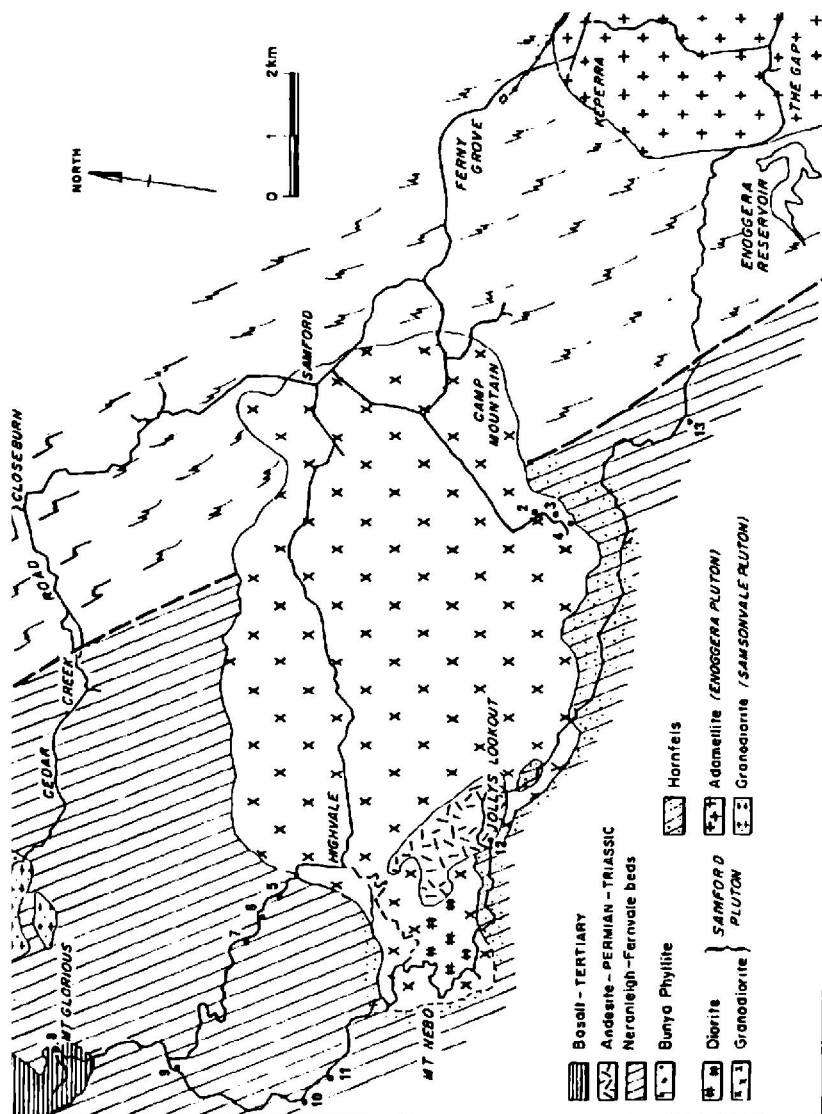 NORTH
0 1 2km
CLOSEBURN
CEDAR CREEK ROAD
MT GLORIOUS
SAMFORD
FERNY GROVE
KEPERRA
THE GAP
ENOGGERA
RESERVOIR
CAMP
MOUNTAIN
HIGHVALE
JOLLYS LOOKOUT
MT NEBO
2
3
4
5
6
7
8
9
10
11
12
13
Basalt-TERTIARY
Andesite-PERMIAN-TRIASSIC
Neranleigh-Fernvale beds
Bunya Phyllite
Diorite
Granodiorite
SAMFORD
PLUTON
Hornfels
Adamellite (ENOGGERA PLUTON)
Granodiorite (SAMSONVALE PLUTON)